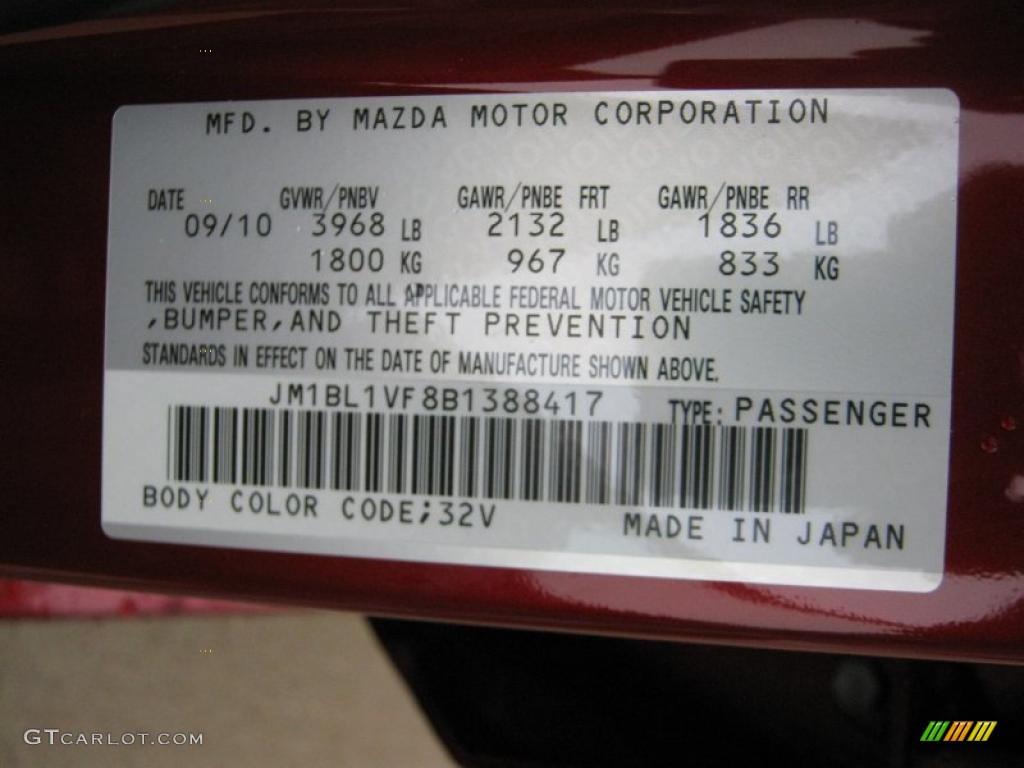 MFD. BY MAZDA MOTOR CORPORATION
DATE GVWR/PNBV GAWR/PNBE FRT GAWR/PNBE RR
09/10 3968 LB 2132 LB 1836 LB
1800 KG 967 KG 833 KG
THIS VEHICLE CONFORMS TO ALL APPLICABLE FEDERAL MOTOR VEHICLE SAFETY
,BUMPER,AND THEFT PREVENTION
STANDARDS IN EFFECT ON THE DATE OF MANUFACTURE SHOWN ABOVE.
JM1BL1VF8B1388417 TYPE: PASSENGER
BODY COLOR CODE;32V
MADE IN JAPAN
GTCARLOT.COM